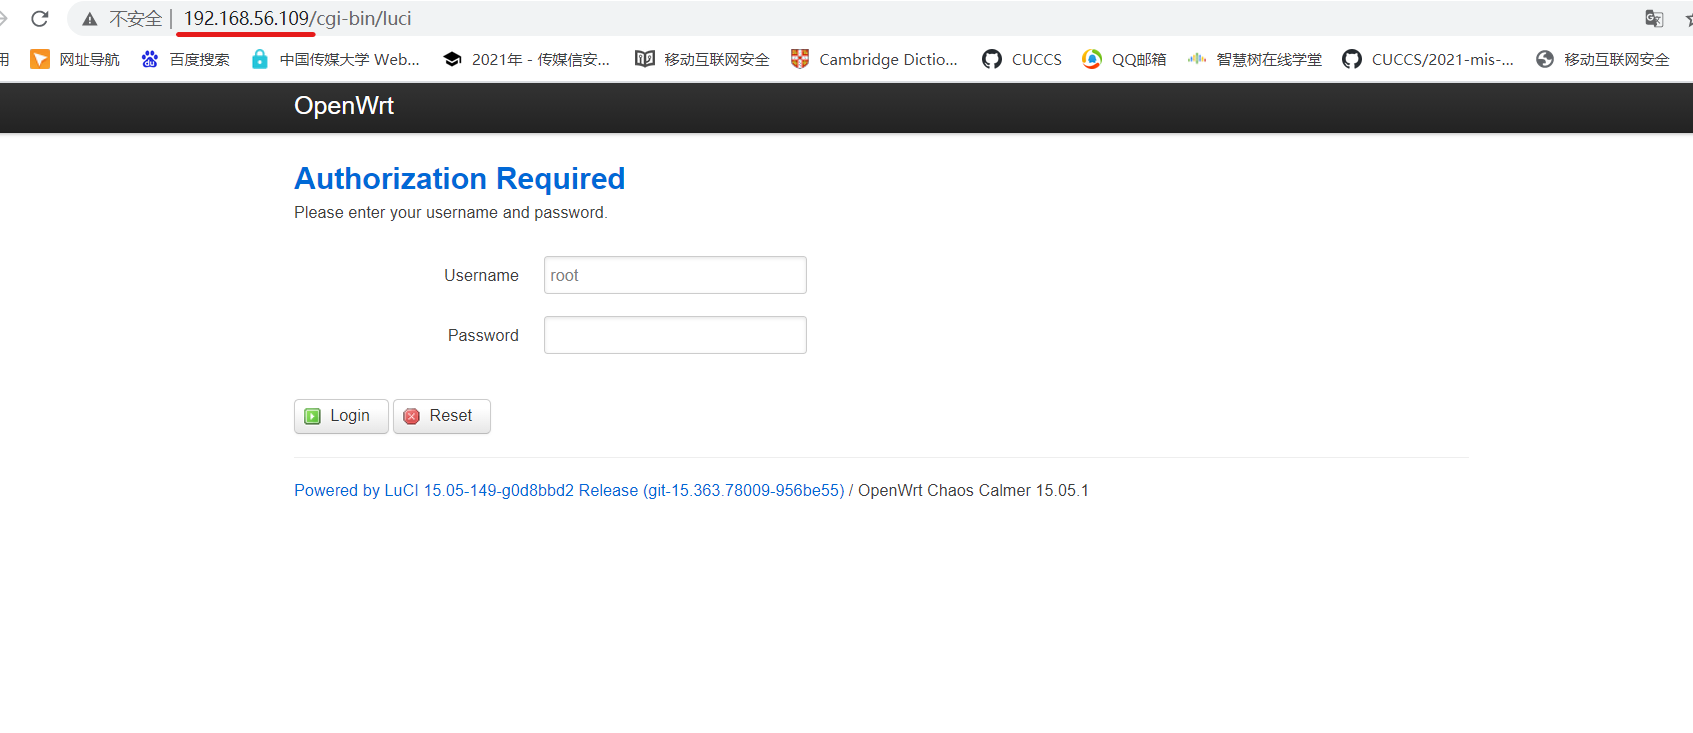 不安全 | 192.168.56.109/cgi-bin/luci
用 网址导航 百度搜索 中国传媒大学 Web... 2021年 - 传媒信安... 移动互联网安全 Cambridge Dictio... CUCCS QQ邮箱 智慧树在线学堂 CUCCS/2021-mis-... 移动互联网安全
OpenWrt
Authorization Required
Please enter your username and password.
Username root
Password
Login Reset
Powered by LuCI 15.05-149-g0d8bbd2 Release (git-15.363.78009-956be55) / OpenWrt Chaos Calmer 15.05.1